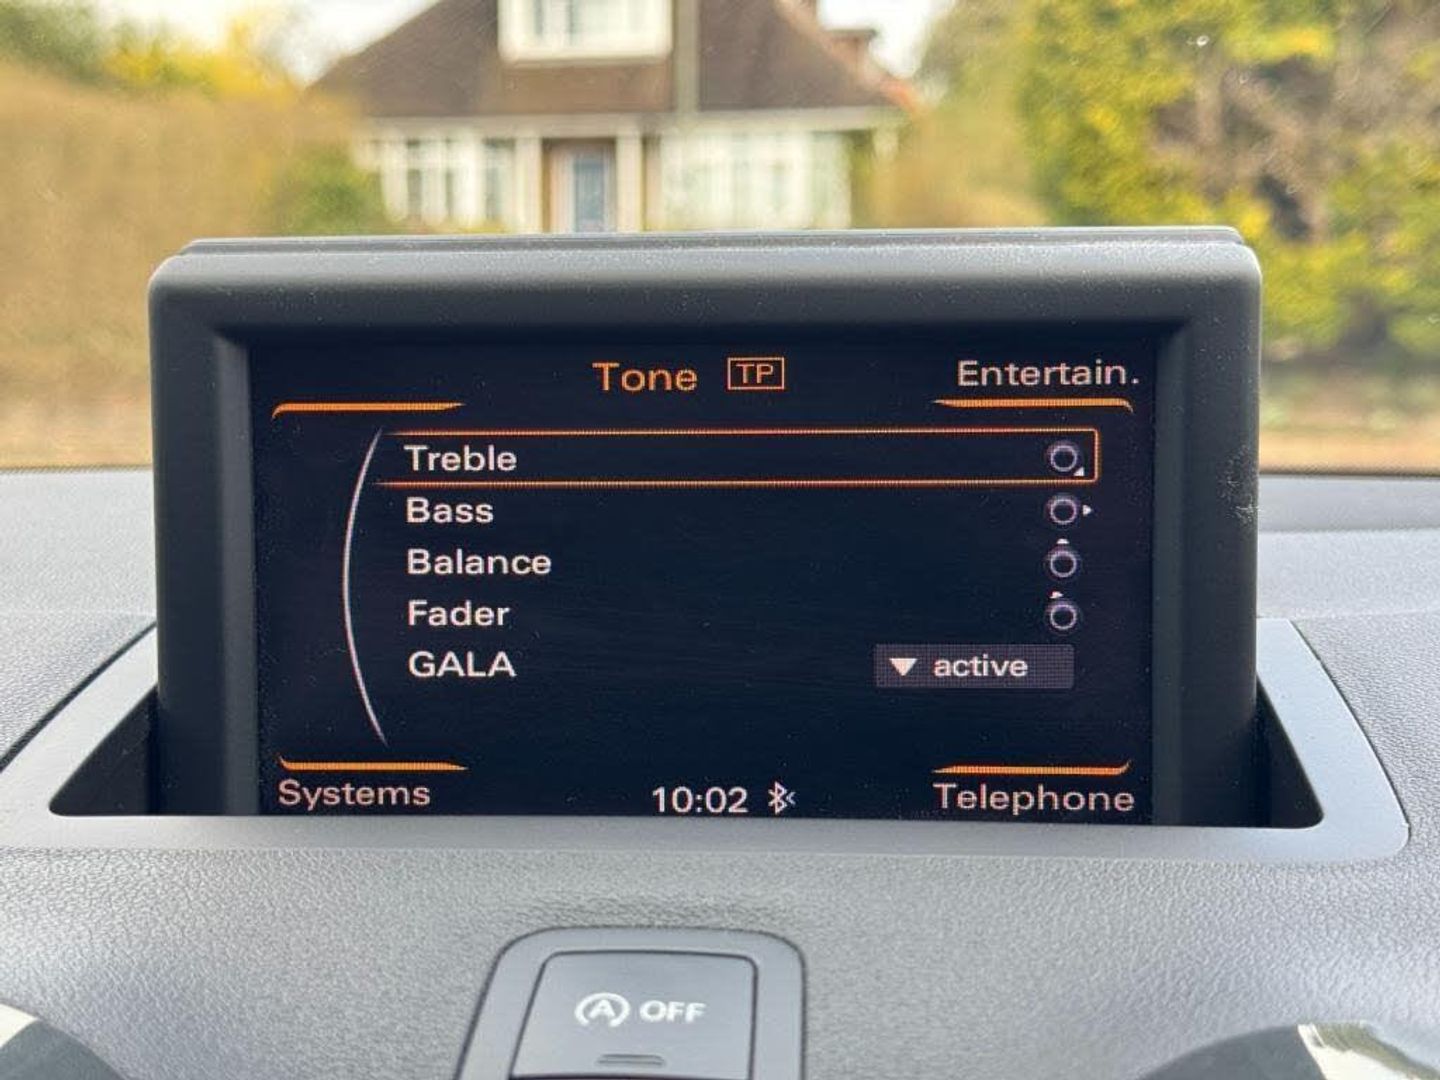 Tone TP Entertain.
Treble
Bass
Balance
Fader
GALA active
Systems 10:02 Telephone
A OFF